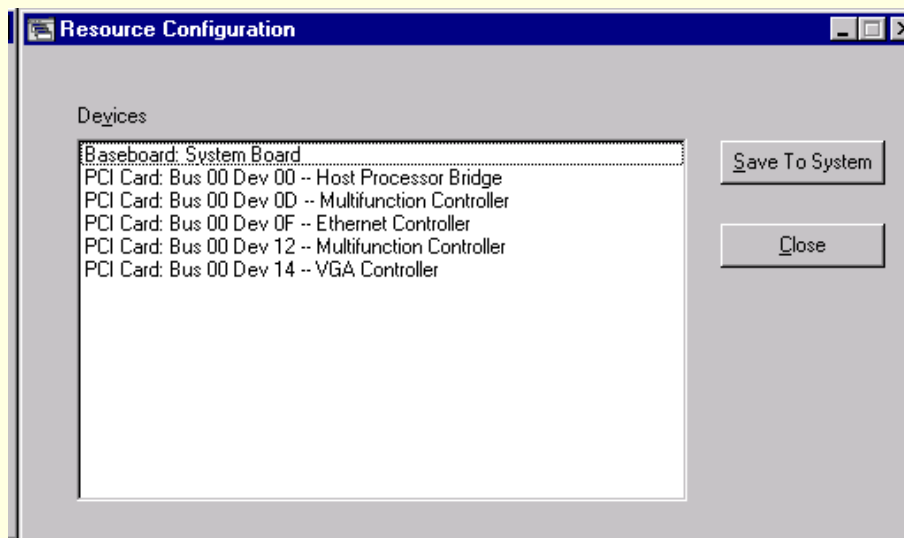 Resource Configuration
Devices
Baseboard: System Board
PCI Card: Bus 00 Dev 00 -- Host Processor Bridge
PCI Card: Bus 00 Dev 0D -- Multifunction Controller
PCI Card: Bus 00 Dev 0F -- Ethernet Controller
PCI Card: Bus 00 Dev 12 -- Multifunction Controller
PCI Card: Bus 00 Dev 14 -- VGA Controller
Save To System
Close